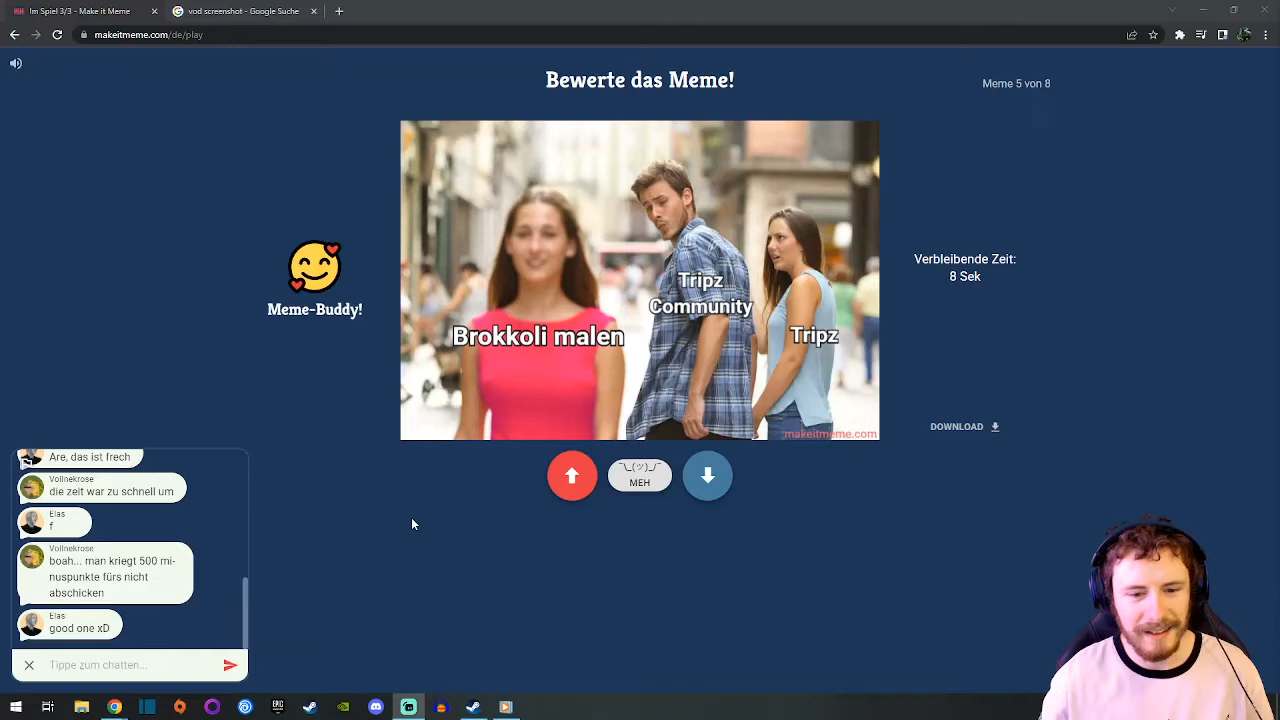 Im Spiel 3/3 - Make it Meme
vod screenshot - Google Suche
makeitmeme.com/de/play
Bewerte das Meme!
Meme 5 von 8
Meme-Buddy!
Brokkoli malen
Tripz
Community
Tripz
makeitmeme.com
Verbleibende Zeit:
8 Sek
DOWNLOAD
¯\_(ツ)_/¯
MEH
Are, das ist frech
Vollnekrose
die zeit war zu schnell um
Elas
f
Vollnekrose
boah... man kriegt 500 mi-
nuspunkte fürs nicht
abschicken
Elas
good one xD
Tippe zum chatten...